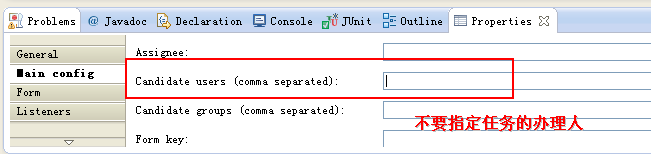 Problems @ Javadoc Declaration Console JUnit Outline Properties
General
Main config
Form
Listeners
Assignee:
Candidate users (comma separated):
Candidate groups (comma separated):
不要指定任务的办理人
Form key: